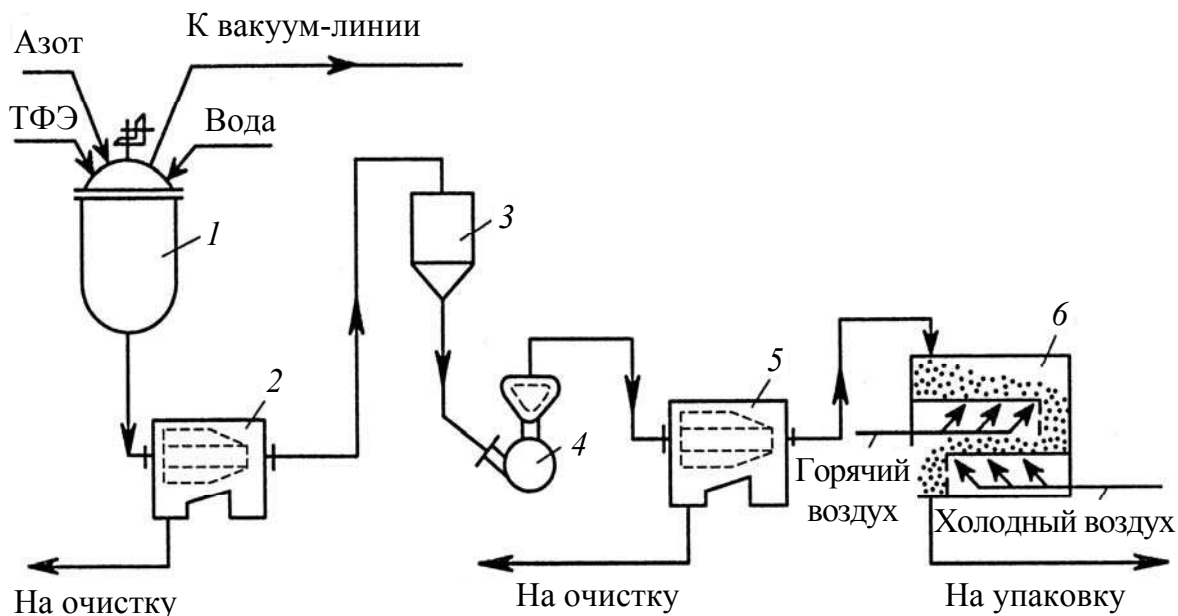 К вакуум-линии
Азот
ТФЭ
Вода
1
2
3
4
5
6
Горячий
воздух
Холодный воздух
На очистку
На очистку
На упаковку